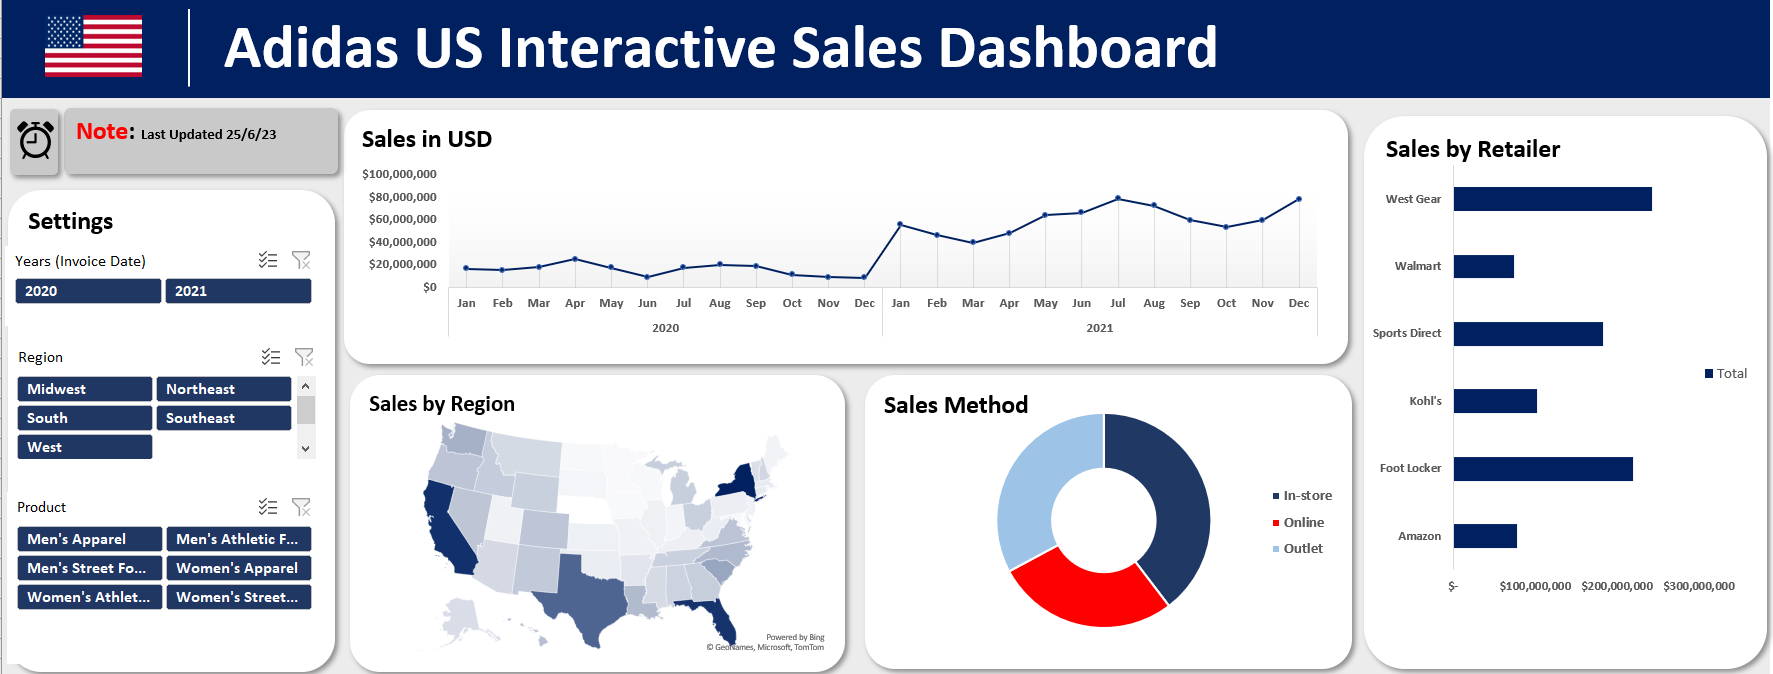 Adidas US Interactive Sales Dashboard
Note: Last Updated 25/6/23
Settings
Years (Invoice Date)
2020 2021
Region
Midwest Northeast
South Southeast
West
Product
Men's Apparel Men's Athletic F...
Men's Street Fo... Women's Apparel
Women's Athlet... Women's Street...
Sales in USD
$100,000,000
$80,000,000
$60,000,000
$40,000,000
$20,000,000
$0
Jan Feb Mar Apr May Jun Jul Aug Sep Oct Nov Dec Jan Feb Mar Apr May Jun Jul Aug Sep Oct Nov Dec
2020 2021
Sales by Region
Powered by Bing
© GeoNames, Microsoft, TomTom
Sales Method
In-store
Online
Outlet
Sales by Retailer
West Gear
Walmart
Sports Direct
Kohl's
Foot Locker
Amazon
$- $100,000,000 $200,000,000 $300,000,000
Total